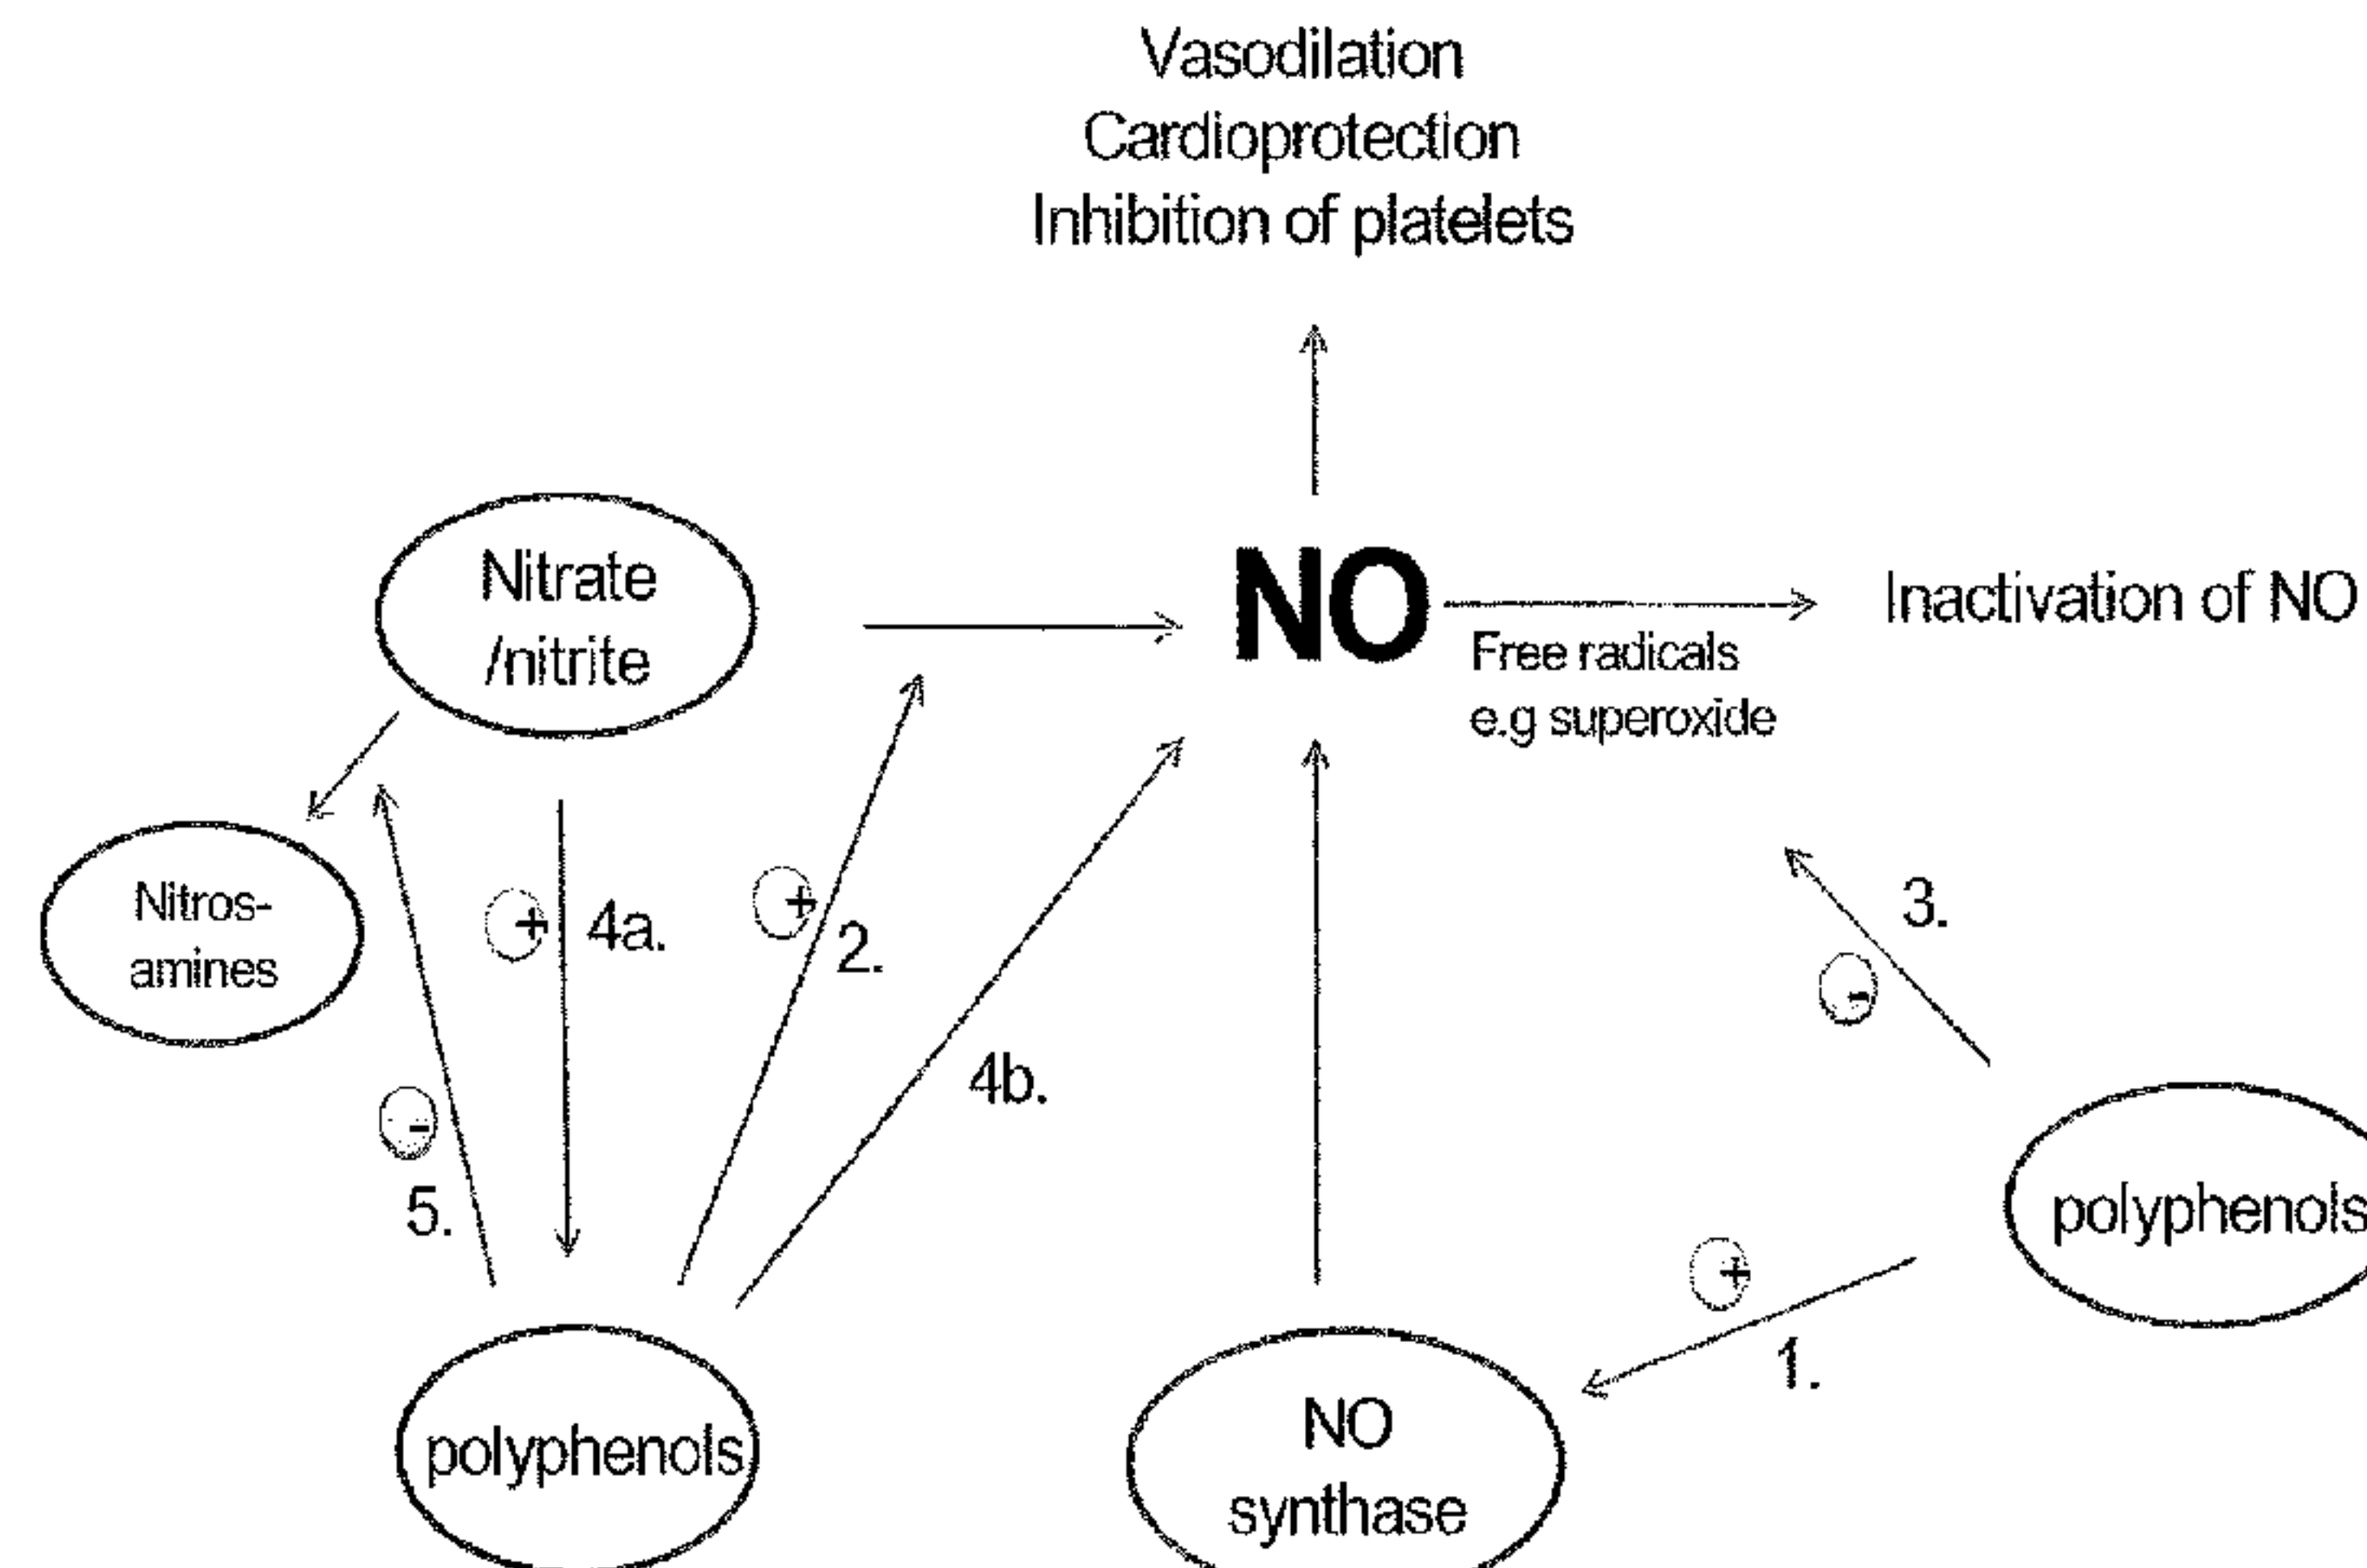 Vasodilation
Cardioprotection
Inhibition of platelets
Nitrate
/nitrite
NO
Inactivation of NO
Free radicals
e.g superoxide
Nitros-
amines
+
4a.
+
2.
3.
-
4b.
-
5.
polyphenols
+
1.
polyphenols
NO
synthase